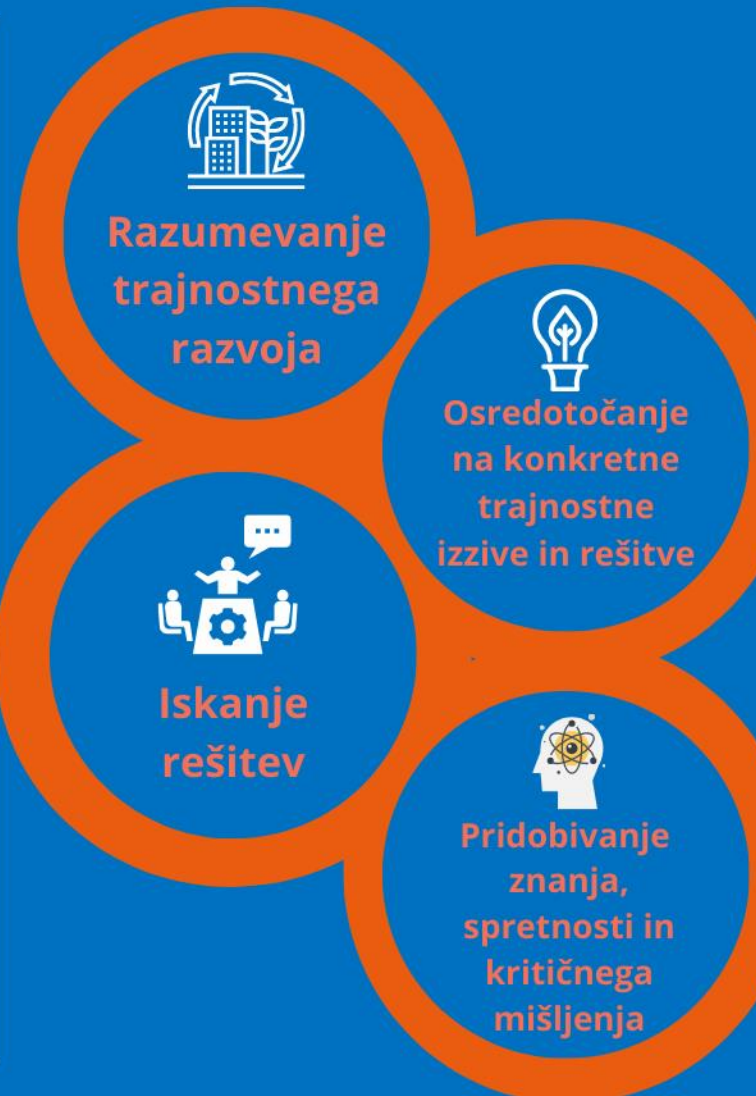 Razumevanje
trajnostnega
razvoja
Osredotočanje
na konkretne
trajnostne
izzive in rešitve
Iskanje
rešitev
Pridobivanje
znanja,
spretnosti in
kritičnega
mišljenja